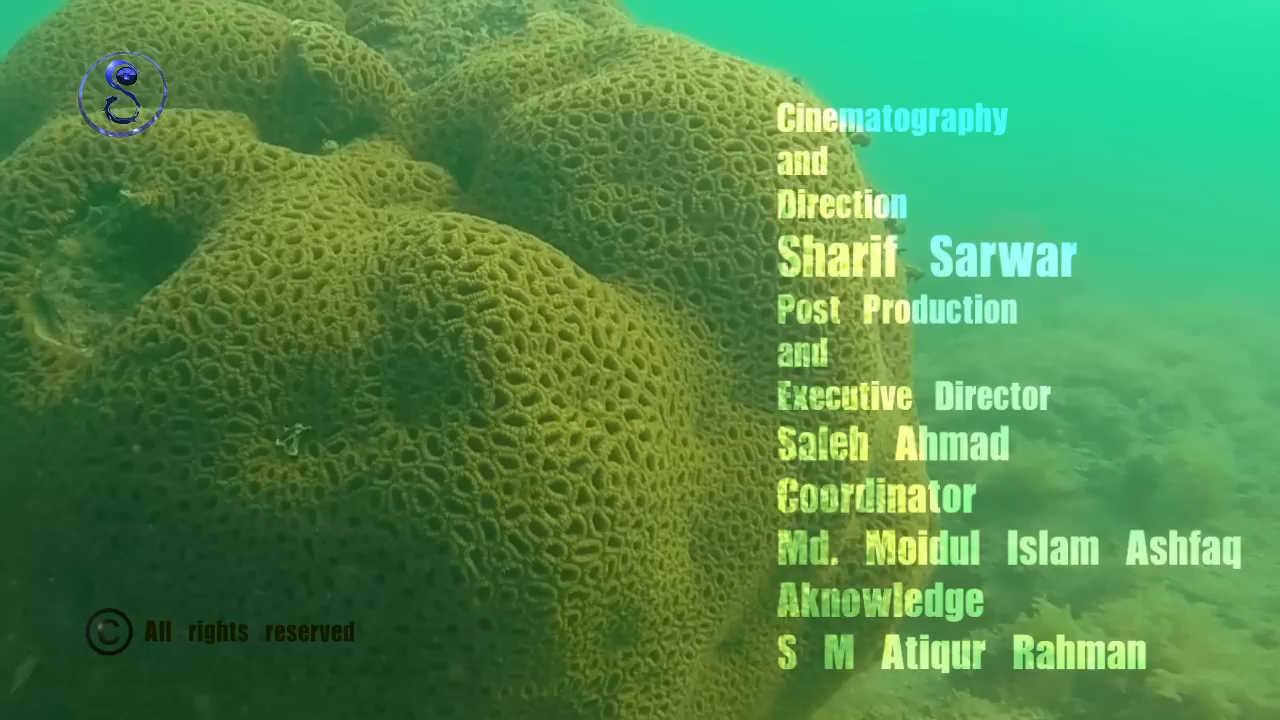 Cinematography
and
Direction
Sharif Sarwar
Post Production
and
Executive Director
Saleh Ahmad
Coordinator
Md. Moidul Islam Ashfaq
Aknowledge
S M Atiqur Rahman
© All rights reserved